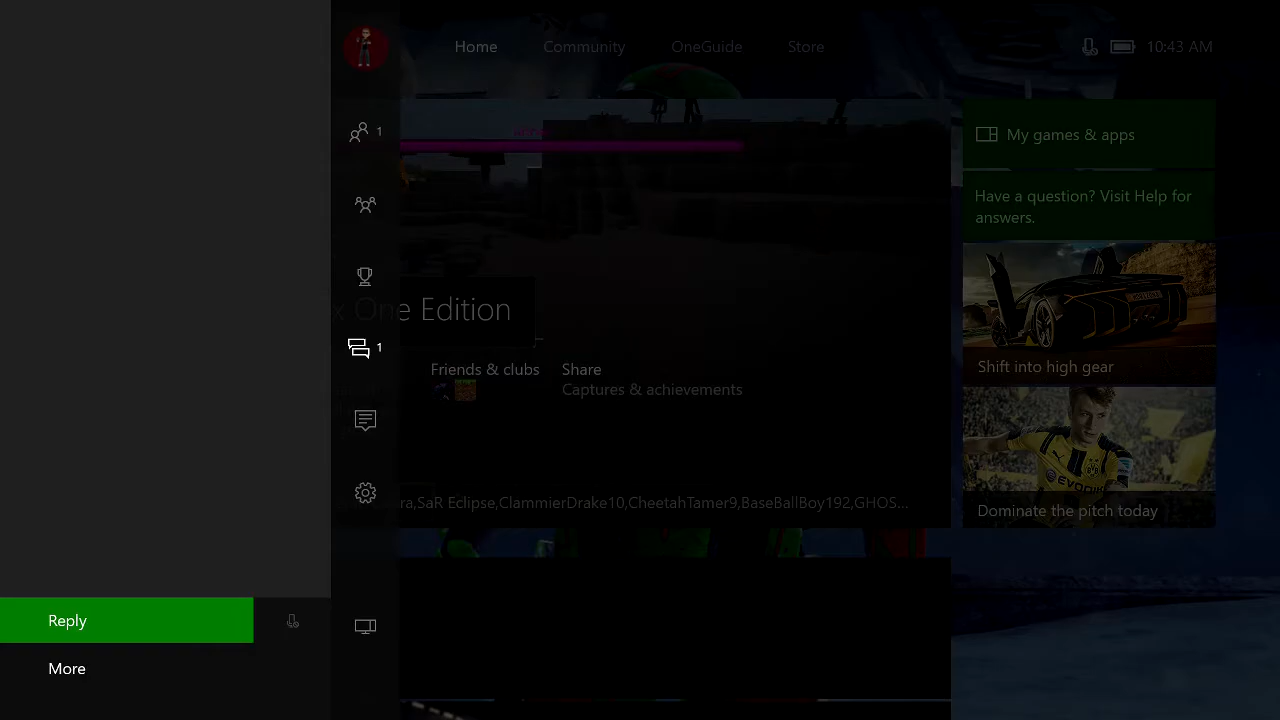 Home Community OneGuide Store 10:43 AM
1
My games & apps
Have a question? Visit Help for
answers.
x One Edition
1
Shift into high gear
Friends & clubs Share
Captures & achievements
ra,SaR Eclipse,ClammierDrake10,CheetahTamer9,BaseBallBoy192,GHOS...
EVONIK
Dominate the pitch today
Reply
More